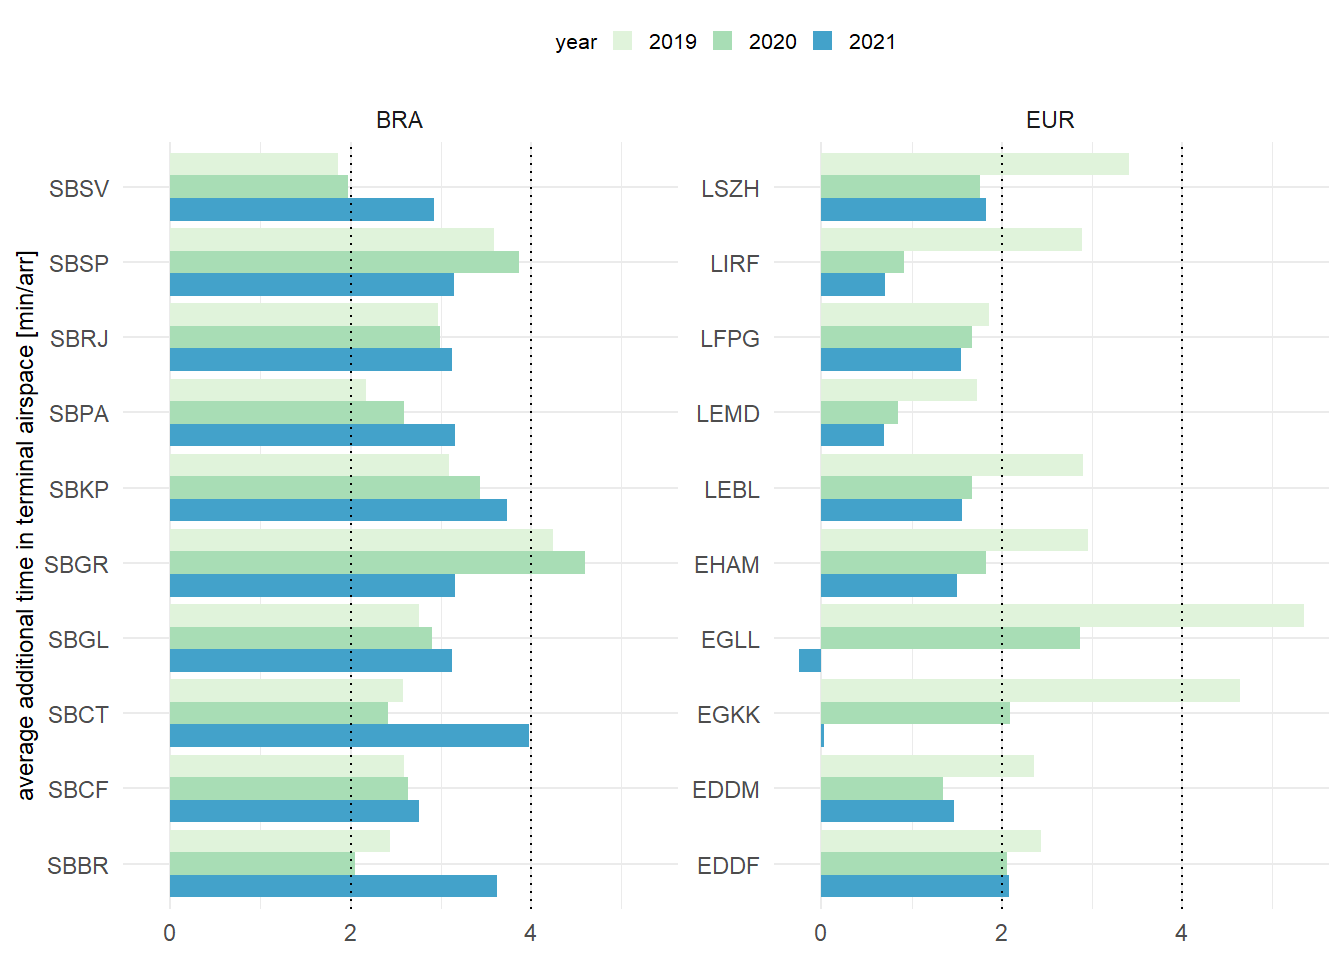 year 2019 2020 2021
BRA EUR
average additional time in terminal airspace [min/arr]
SBSV
SBSP
SBRJ
SBPA
SBKP
SBGR
SBGL
SBCT
SBCF
SBBR
0 2 4
LSZH
LIRF
LFPG
LEMD
LEBL
EHAM
EGLL
EGKK
EDDM
EDDF
0 2 4